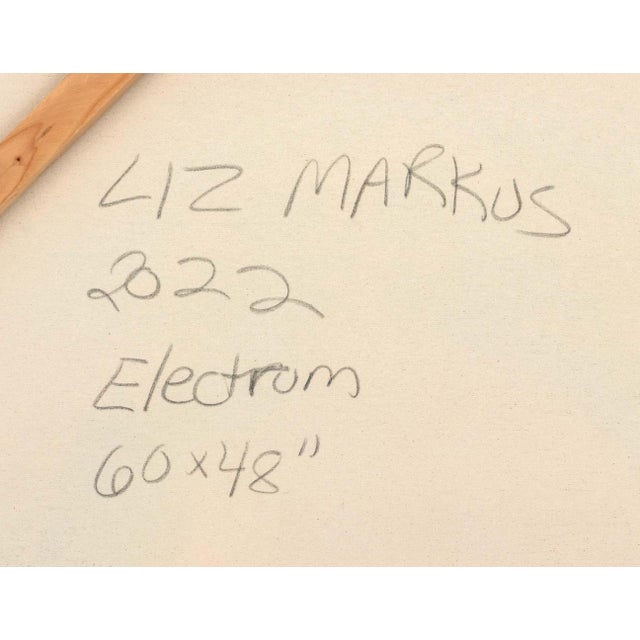 LIZ MARKUS
2022
Electrum
60x48"